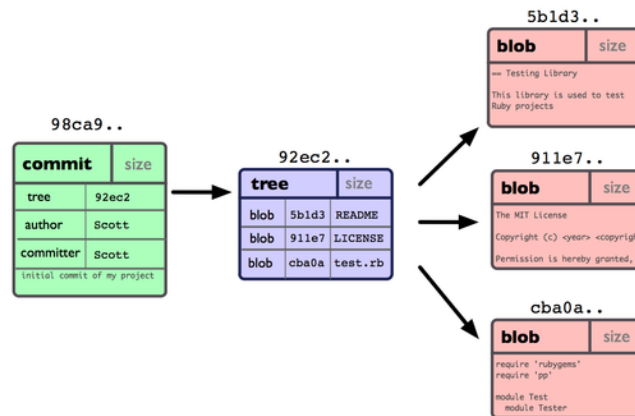 98ca9..
commit size
tree 92ec2
author Scott
committer Scott
initial commit of my project
92ec2..
tree size
blob 5b1d3 README
blob 911e7 LICENSE
blob cba0a test.rb
5b1d3..
blob size
== Testing Library
This library is used to test
Ruby projects
911e7..
blob size
The MIT License
Copyright (c) <year> <copyrigh
Permission is hereby granted,
cba0a..
blob size
require 'rubygems'
require 'pp'
module Test
module Tester